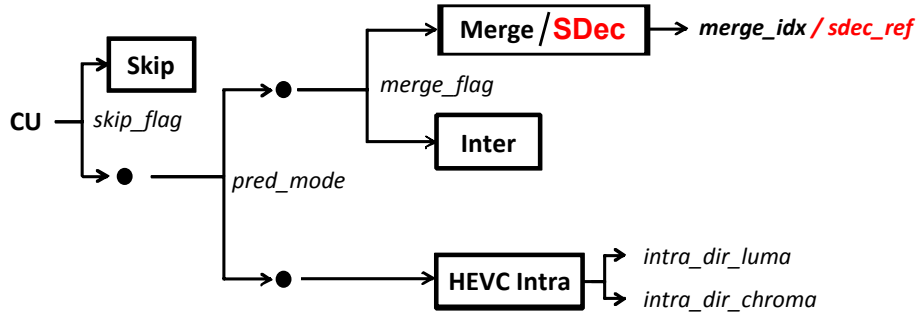 Merge / SDec
merge_idx / sdec_ref
Skip
merge_flag
CU
skip_flag
Inter
pred_mode
intra_dir_luma
HEVC Intra
intra_dir_chroma